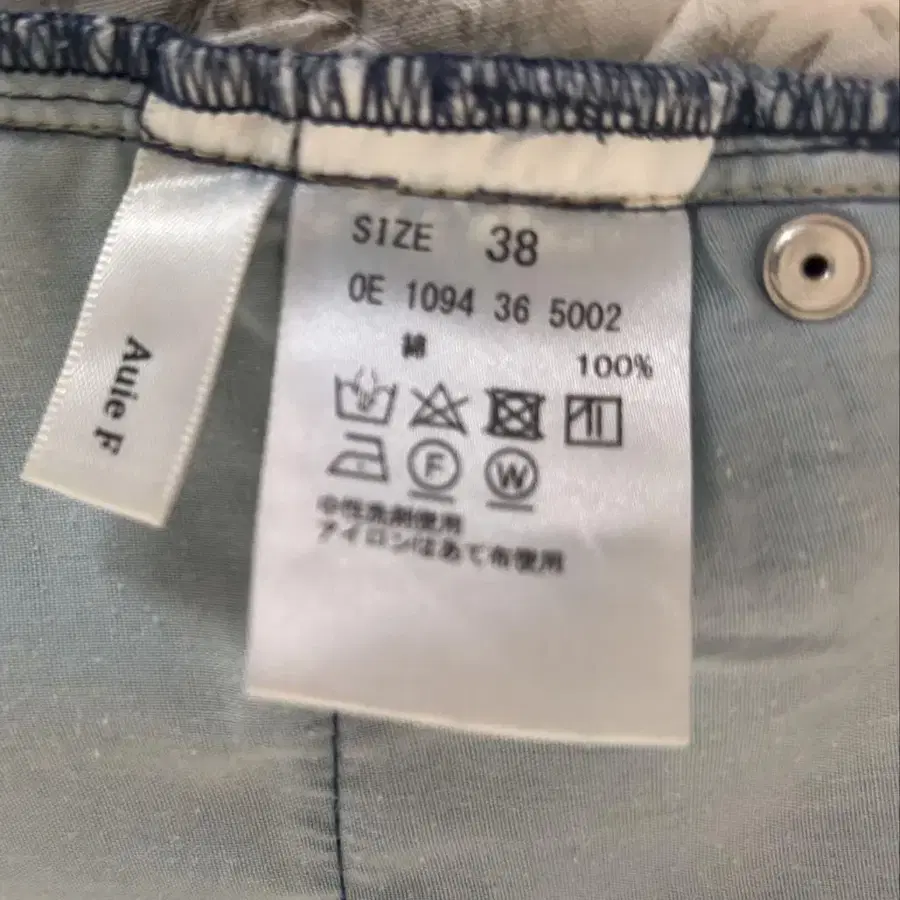 SIZE 38
OE 1094 36 5002
綿 100%
F W
中性洗剤使用
アイロンはあて布使用
Auie F